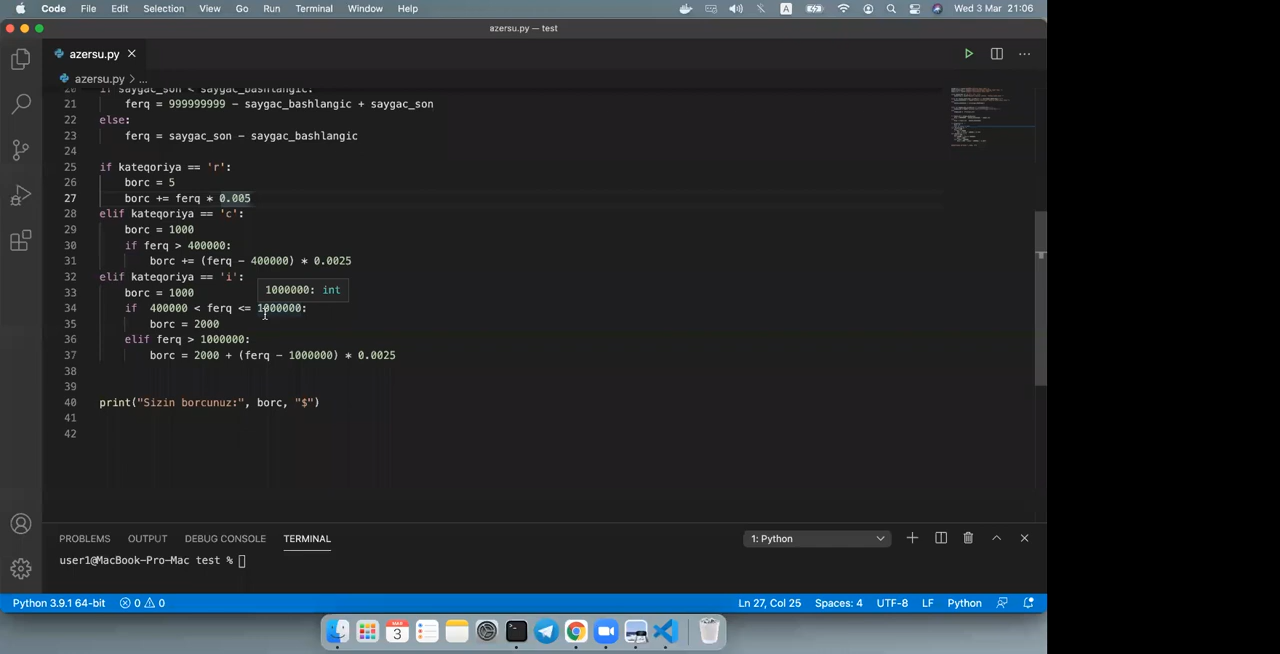 Code File Edit Selection View Go Run Terminal Window Help A Wed 3 Mar 21:06
azersu.py — test
azersu.py
azersu.py > ...
20 if saygac_son < saygac_bashlangic:
21 ferq = 999999999 - saygac_bashlangic + saygac_son
22 else:
23 ferq = saygac_son - saygac_bashlangic
24
25 if kateqoriya == 'r':
26 borc = 5
27 borc += ferq * 0.005
28 elif kateqoriya == 'c':
29 borc = 1000
30 if ferq > 400000:
31 borc += (ferq - 400000) * 0.0025
32 elif kateqoriya == 'i':
1000000: int
33 borc = 1000
34 if 400000 < ferq <= 1000000:
35 borc = 2000
36 elif ferq > 1000000:
37 borc = 2000 + (ferq - 1000000) * 0.0025
38
39
40 print("Sizin borcunuz:", borc, "$")
41
42
PROBLEMS OUTPUT DEBUG CONSOLE TERMINAL 1: Python
user1@MacBook-Pro-Mac test %
Python 3.9.1 64-bit 0 0 Ln 27, Col 25 Spaces: 4 UTF-8 LF Python
MAR
3